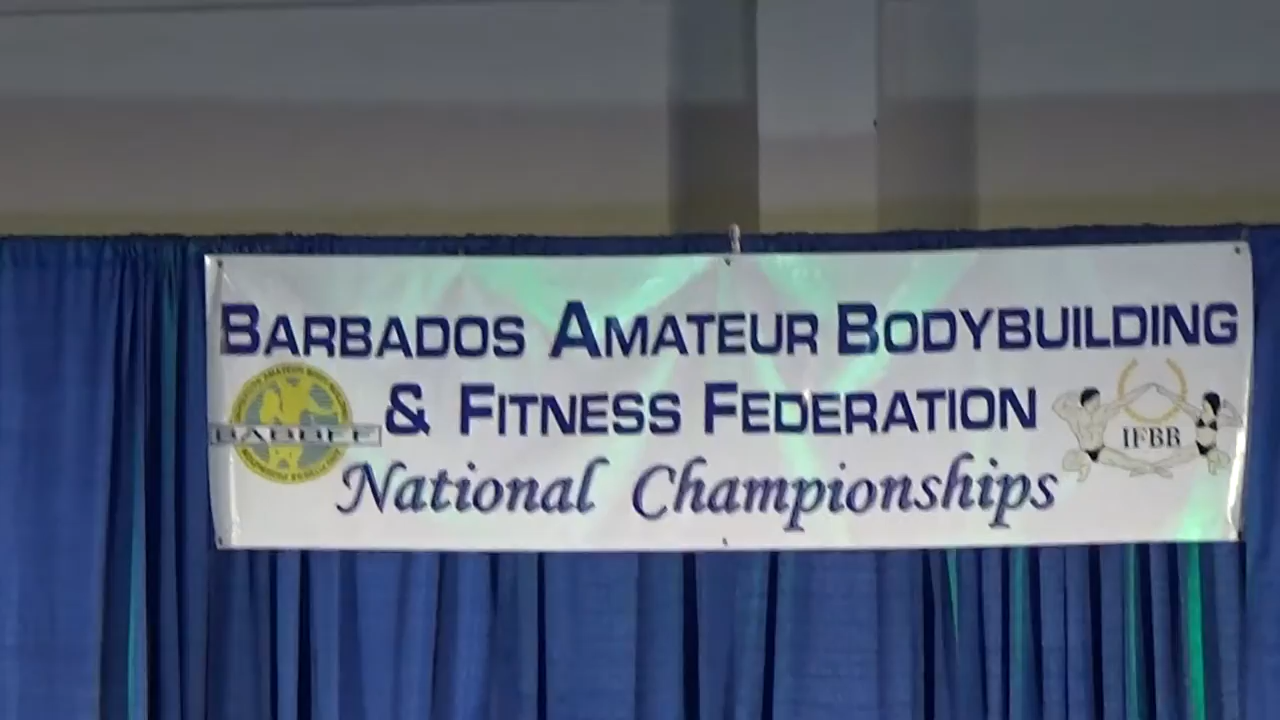 BARBADOS AMATEUR BODYBUILDING
& FITNESS FEDERATION
National Championships
IFBB